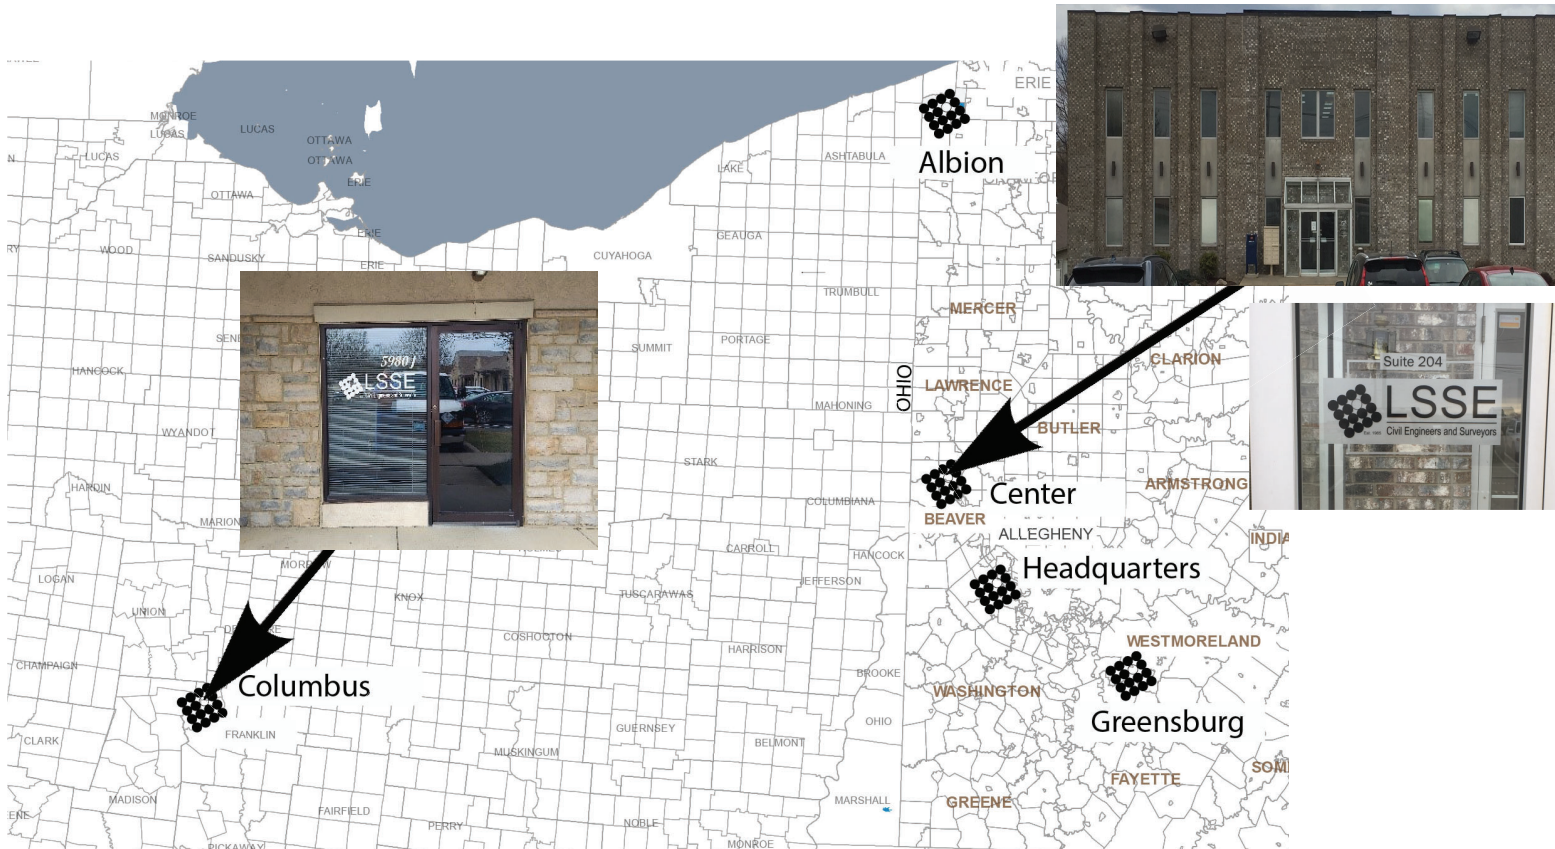 ERIE
MONROE
LUCAS
LUCAS
OTTAWA
LUCAS
OTTAWA
ASHTABULA
Albion
LAKE
ERIE
OTTAWA
ERIE
GEAUGA
WOOD
SANDUSKY
CUYAHOGA
ERIE
TRUMBULL
MERCER
SUMMIT
PORTAGE
CLARION
5980 J
LSSE
HANCOCK
OHIO
LAWRENCE
Suite 204
LSSE
Civil Engineers and Surveyors
MAHONING
BUTLER
WYANDOT
STARK
ARMSTRONG
HARDIN
COLUMBIANA
Center
MARION
BEAVER
ALLEGHENY
INDIA
CARROLL
HANCOCK
Headquarters
LOGAN
JEFFERSON
KNOX
TUSCARAWAS
UNION
COSHOCTON
WESTMORELAND
HARRISON
CHAMPAIGN
BROOKE
Columbus
WASHINGTON
Greensburg
OHIO
FRANKLIN
GUERNSEY
CLARK
BELMONT
MUSKINGUM
SOM
FAYETTE
MADISON
MARSHALL
GREENE
FAIRFIELD
PERRY
NOBLE
MONROE
PICKAWAY